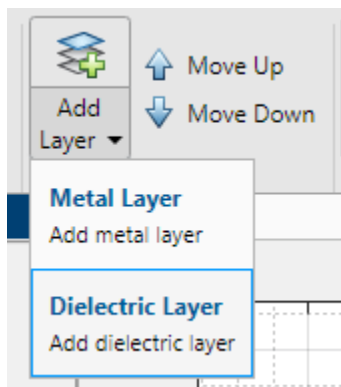 Add
Layer
Move Up
Move Down
Metal Layer
Add metal layer
Dielectric Layer
Add dielectric layer